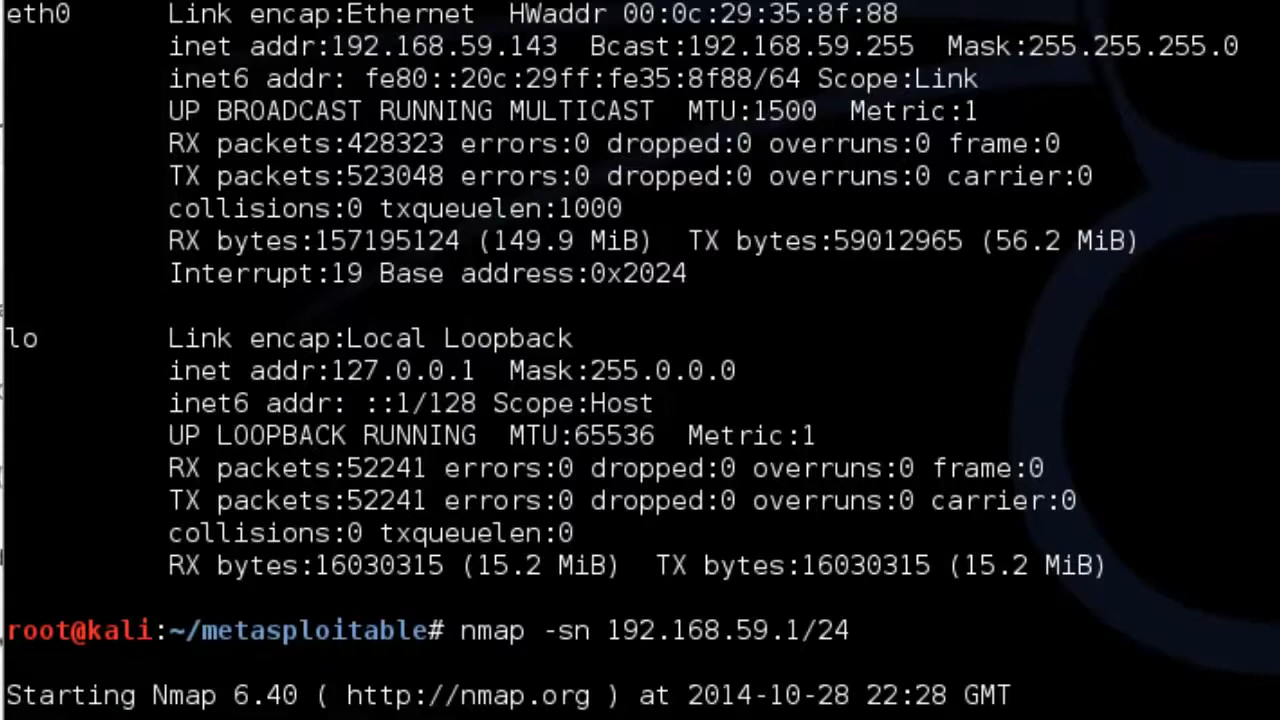 eth0 Link encap:Ethernet HWaddr 00:0c:29:35:8f:88
inet addr:192.168.59.143 Bcast:192.168.59.255 Mask:255.255.255.0
inet6 addr: fe80::20c:29ff:fe35:8f88/64 Scope:Link
UP BROADCAST RUNNING MULTICAST MTU:1500 Metric:1
RX packets:428323 errors:0 dropped:0 overruns:0 frame:0
TX packets:523048 errors:0 dropped:0 overruns:0 carrier:0
collisions:0 txqueuelen:1000
RX bytes:157195124 (149.9 MiB) TX bytes:59012965 (56.2 MiB)
Interrupt:19 Base address:0x2024
lo Link encap:Local Loopback
inet addr:127.0.0.1 Mask:255.0.0.0
inet6 addr: ::1/128 Scope:Host
UP LOOPBACK RUNNING MTU:65536 Metric:1
RX packets:52241 errors:0 dropped:0 overruns:0 frame:0
TX packets:52241 errors:0 dropped:0 overruns:0 carrier:0
collisions:0 txqueuelen:0
RX bytes:16030315 (15.2 MiB) TX bytes:16030315 (15.2 MiB)
root@kali:~/metasploitable# nmap -sn 192.168.59.1/24
Starting Nmap 6.40 ( http://nmap.org ) at 2014-10-28 22:28 GMT